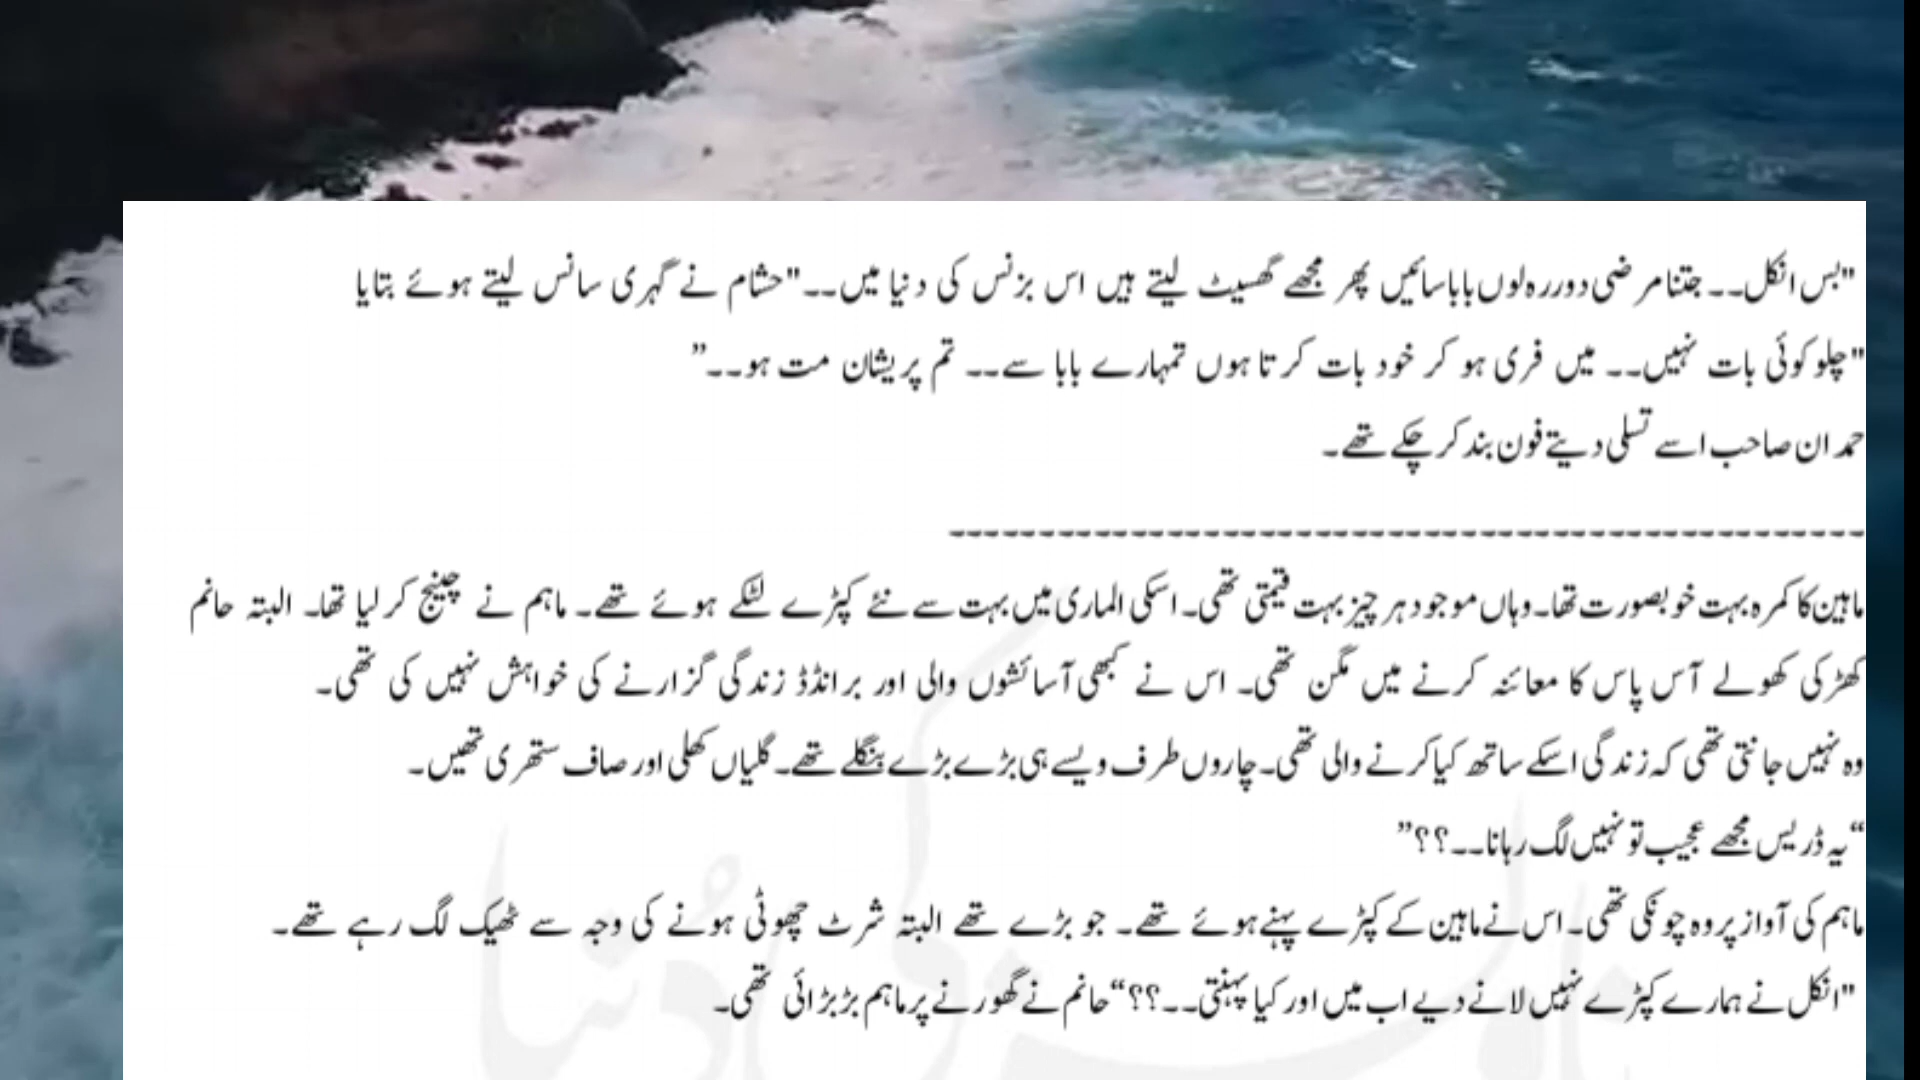 "بس انکل۔۔ جتنا مرضی دور رہ لوں بابا سائیں پھر مجھے گھسیٹ لیتے ہیں اس بزنس کی دنیا میں۔۔"حشام نے گہری سانس لیتے ہوئے بتایا
"چلو کوئی بات نہیں۔۔ میں فری ہو کر خود بات کرتا ہوں تمہارے بابا سے۔۔ تم پریشان مت ہو۔۔”
حمدان صاحب اسے تسلی دیتے فون بند کر چکے تھے۔
---------------------------------------------------
ماہین کا کمرہ بہت خوبصورت تھا۔ وہاں موجود ہر چیز بہت قیمتی تھی۔ اسکی الماری میں بہت سے نئے کپڑے لٹکے ہوئے تھے۔ ماہم نے چینج کر لیا تھا۔ البتہ حانم
کھڑکی کھولے آس پاس کا معائنہ کرنے میں مگن تھی۔ اس نے کبھی آسائشوں والی اور برانڈڈ زندگی گزارنے کی خواہش نہیں کی تھی۔
وہ نہیں جانتی تھی کہ زندگی اسکے ساتھ کیا کرنے والی تھی۔ چاروں طرف ویسے ہی بڑے بڑے بنگلے تھے۔ گلیاں کھلی اور صاف ستھری تھیں۔
“یہ ڈریس مجھے عجیب تو نہیں لگ رہا نا۔۔؟؟”
ماہم کی آواز پر وہ چونکی تھی۔ اس نے ماہین کے کپڑے پہنے ہوئے تھے۔ جو بڑے تھے البتہ شرٹ چھوٹی ہونے کی وجہ سے ٹھیک لگ رہے تھے۔
"انکل نے ہمارے کپڑے نہیں لانے دیے اب میں اور کیا پہنتی۔۔؟؟“حانم نے گھورنے پر ماہم بڑبڑائی تھی۔